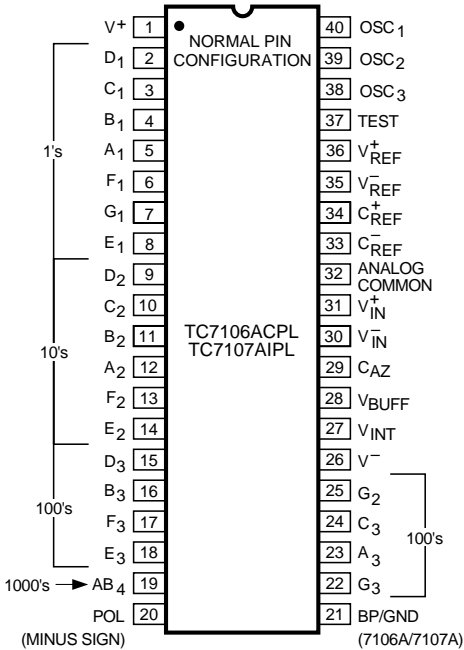 V+ 1
D1 2
C1 3
B1 4
A1 5
F1 6
G1 7
E1 8
1's
D2 9
C2 10
B2 11
A2 12
F2 13
E2 14
10's
D3 15
B3 16
F3 17
E3 18
100's
1000's AB4 19
POL 20
(MINUS SIGN)
NORMAL PIN
CONFIGURATION
TC7106ACPL
TC7107AIPL
40 OSC1
39 OSC2
38 OSC3
37 TEST
36 V+REF
35 V−REF
34 C+REF
33 C−REF
32 ANALOG
COMMON
31 V+IN
30 V−IN
29 CAZ
28 VBUFF
27 VINT
26 V−
25 G2
24 C3
23 A3
22 G3
100's
21 BP/GND
(7106A/7107A)